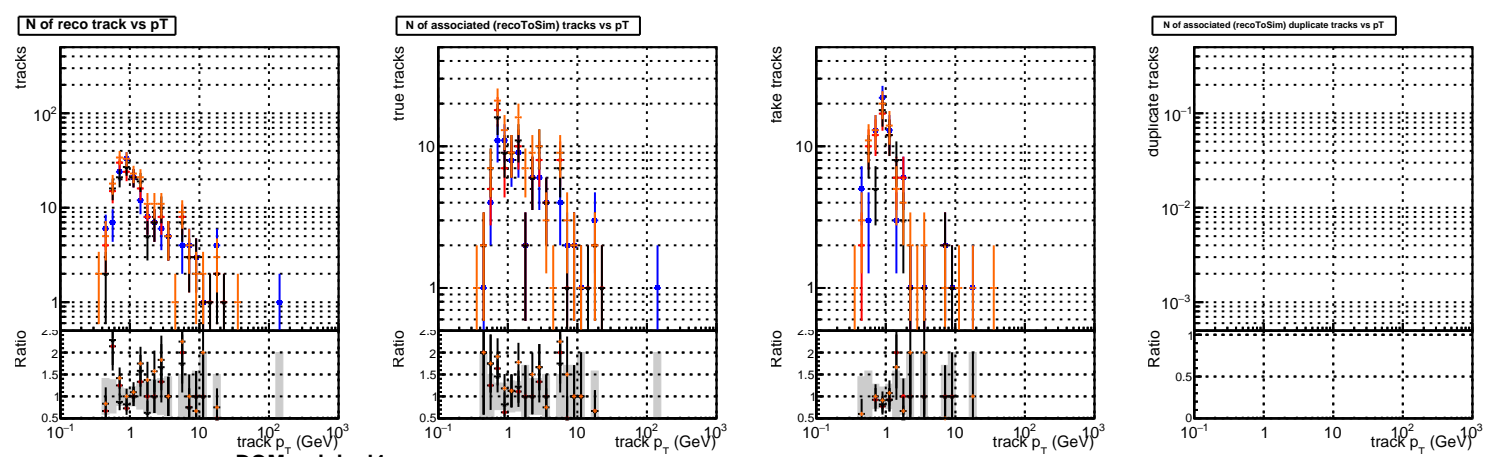 N of reco track vs pT
N of associated (recoToSim) tracks vs pT
N of associated (recoToSim) duplicate tracks vs pT
tracks
10²
10
1
Ratio
2.5
2
1.5
1
0.5
10⁻¹ 1 10 10² 10³
track p_T (GeV)
true tracks
10
1
Ratio
2.5
2
1.5
1
0.5
10⁻¹ 1 10 10² 10³
track p_T (GeV)
fake tracks
10
1
Ratio
2.5
2
1.5
1
0.5
10⁻¹ 1 10 10² 10³
track p_T (GeV)
duplicate tracks
10⁻¹
10⁻²
10⁻³
Ratio
1
0.5
0
10⁻¹ 1 10 10² 10³
track p_T (GeV)